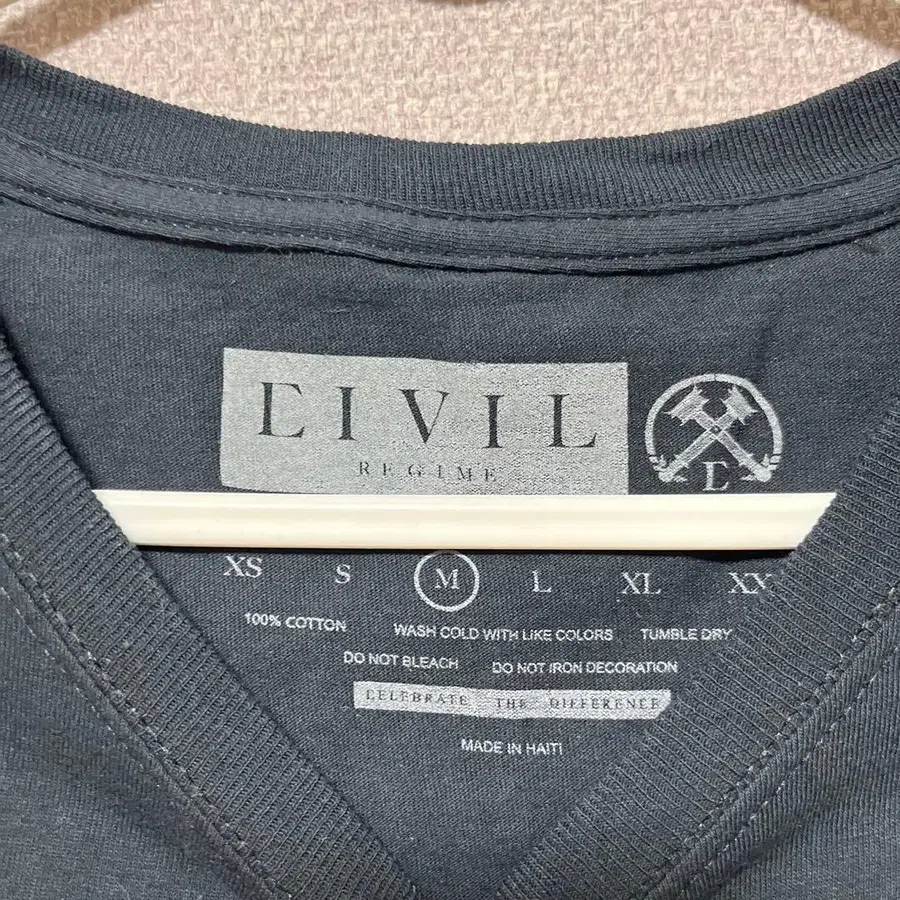 CIVIL
REGIME
E
XS S M L XL XX
100% COTTON WASH COLD WITH LIKE COLORS TUMBLE DRY
DO NOT BLEACH DO NOT IRON DECORATION
CELEBRATE THE DIFFERENCE
MADE IN HAITI